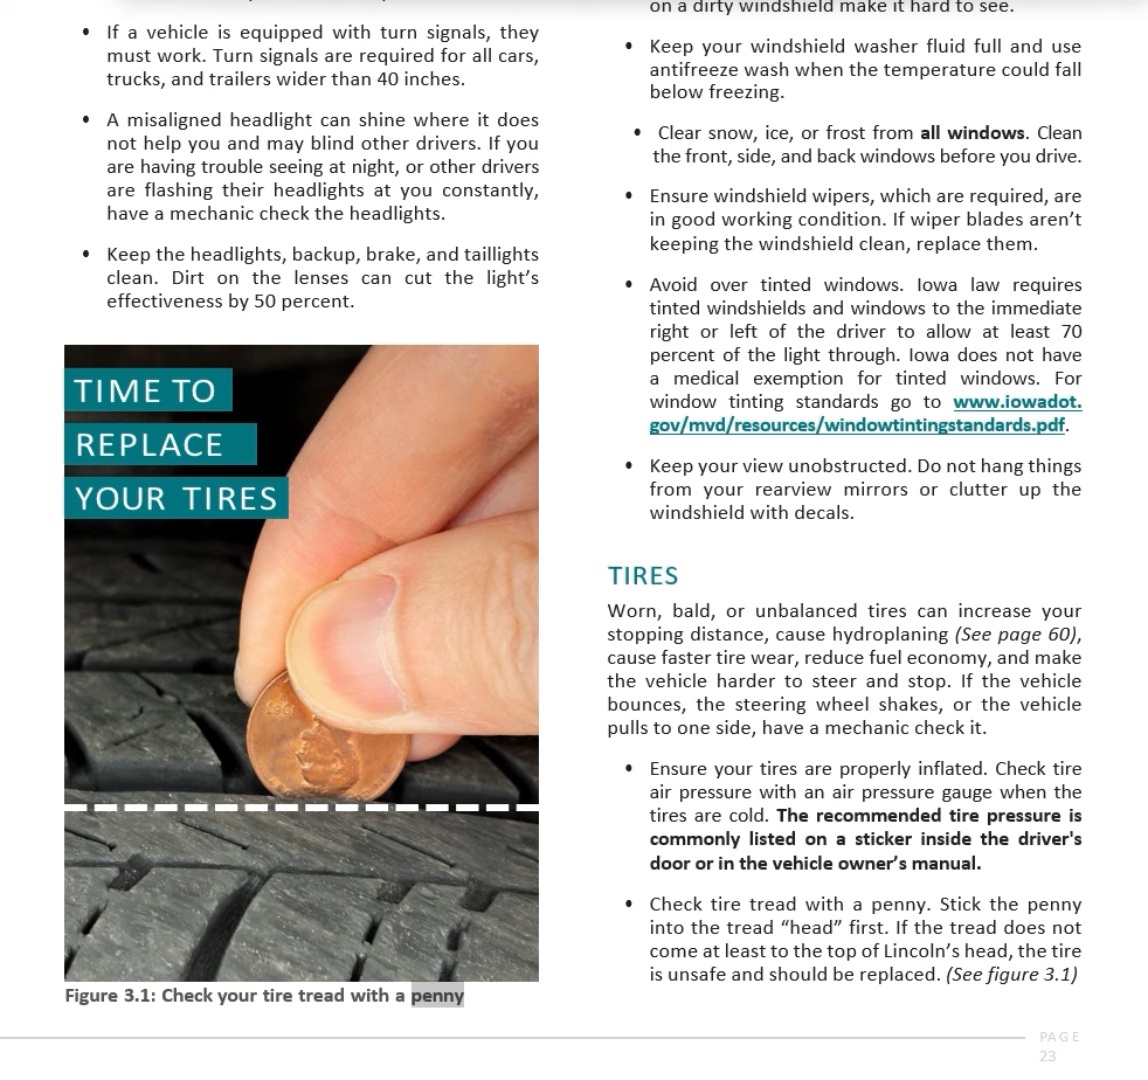 If a vehicle is equipped with turn signals, they
must work. Turn signals are required for all cars,
trucks, and trailers wider than 40 inches.
A misaligned headlight can shine where it does
not help you and may blind other drivers. If you
are having trouble seeing at night, or other drivers
are flashing their headlights at you constantly,
have a mechanic check the headlights.
Keep the headlights, backup, brake, and taillights
clean. Dirt on the lenses can cut the light’s
effectiveness by 50 percent.
TIME TO
REPLACE
YOUR TIRES
Figure 3.1: Check your tire tread with a penny
on a dirty windshield make it hard to see.
Keep your windshield washer fluid full and use
antifreeze wash when the temperature could fall
below freezing.
Clear snow, ice, or frost from all windows. Clean
the front, side, and back windows before you drive.
Ensure windshield wipers, which are required, are
in good working condition. If wiper blades aren’t
keeping the windshield clean, replace them.
Avoid over tinted windows. Iowa law requires
tinted windshields and windows to the immediate
right or left of the driver to allow at least 70
percent of the light through. Iowa does not have
a medical exemption for tinted windows. For
window tinting standards go to www.iowadot.
gov/mvd/resources/windowtintingstandards.pdf.
Keep your view unobstructed. Do not hang things
from your rearview mirrors or clutter up the
windshield with decals.
TIRES
Worn, bald, or unbalanced tires can increase your
stopping distance, cause hydroplaning (See page 60),
cause faster tire wear, reduce fuel economy, and make
the vehicle harder to steer and stop. If the vehicle
bounces, the steering wheel shakes, or the vehicle
pulls to one side, have a mechanic check it.
Ensure your tires are properly inflated. Check tire
air pressure with an air pressure gauge when the
tires are cold. The recommended tire pressure is
commonly listed on a sticker inside the driver's
door or in the vehicle owner’s manual.
Check tire tread with a penny. Stick the penny
into the tread “head” first. If the tread does not
come at least to the top of Lincoln’s head, the tire
is unsafe and should be replaced. (See figure 3.1)
PAGE
23